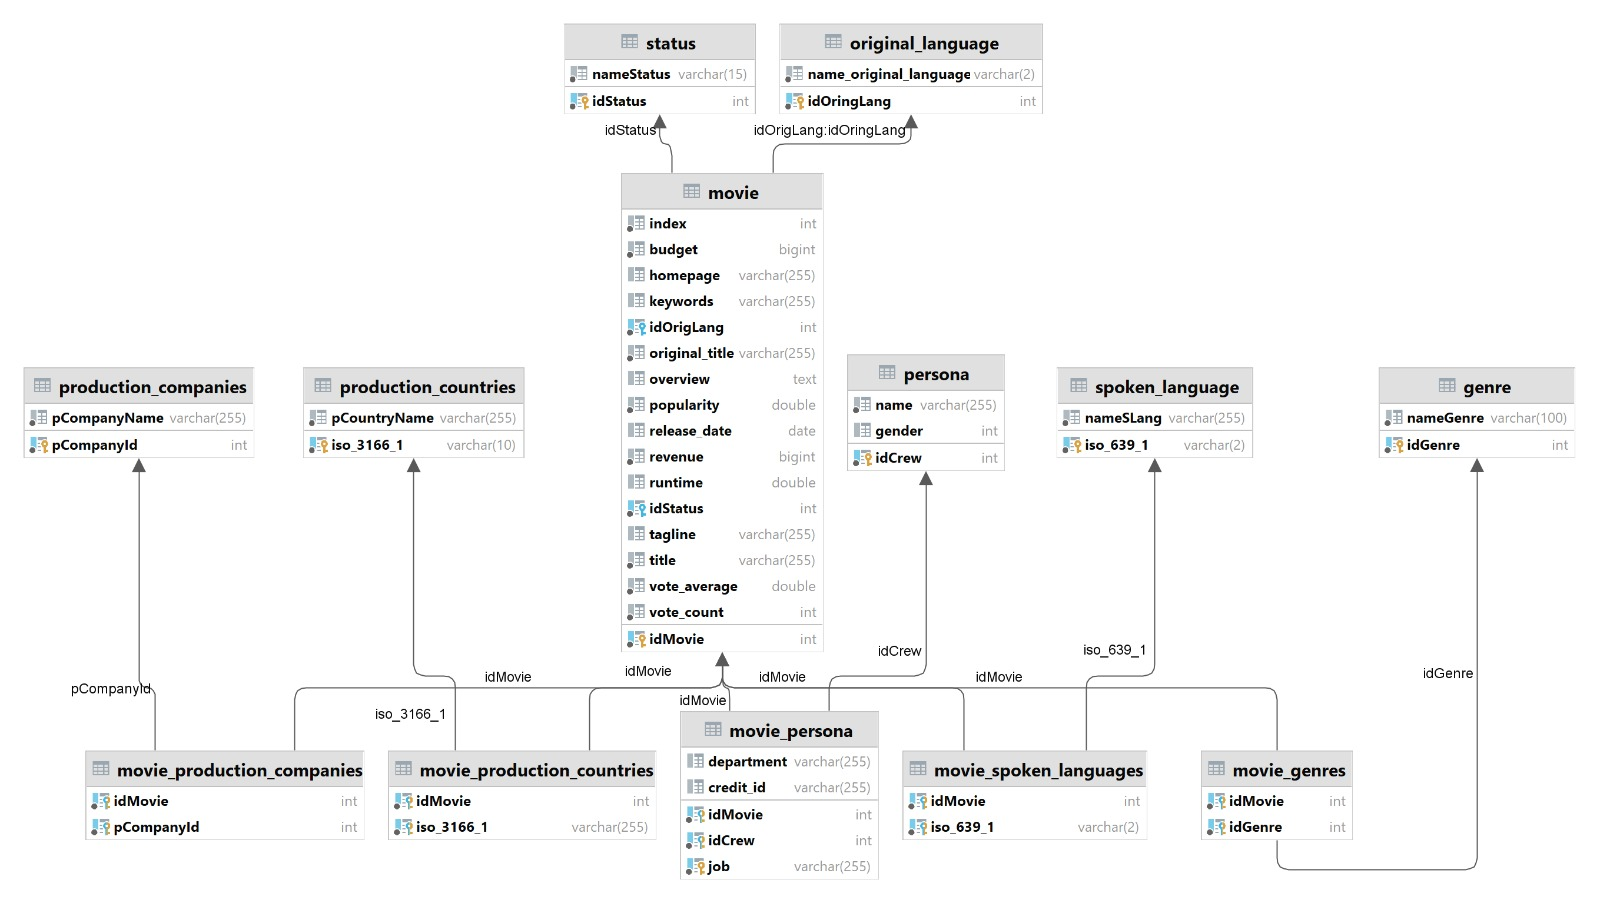 status
nameStatus varchar(15)
idStatus int
original_language
name_original_language varchar(2)
idOringLang int
idStatus
idOrigLang:idOringLang
movie
index int
budget bigint
homepage varchar(255)
keywords varchar(255)
idOrigLang int
original_title varchar(255)
overview text
popularity double
release_date date
revenue bigint
runtime double
idStatus int
tagline varchar(255)
title varchar(255)
vote_average double
vote_count int
idMovie int
production_companies
pCompanyName varchar(255)
pCompanyId int
production_countries
pCountryName varchar(255)
iso_3166_1 varchar(10)
persona
name varchar(255)
gender int
idCrew int
spoken_language
nameSLang varchar(255)
iso_639_1 varchar(2)
genre
nameGenre varchar(100)
idGenre int
pCompanyId
iso_3166_1
idMovie
idMovie
idMovie
idMovie
idMovie
idCrew
iso_639_1
idGenre
movie_production_companies
idMovie int
pCompanyId int
movie_production_countries
idMovie int
iso_3166_1 varchar(255)
movie_persona
department varchar(255)
credit_id varchar(255)
idMovie int
idCrew int
job varchar(255)
movie_spoken_languages
idMovie int
iso_639_1 varchar(2)
movie_genres
idMovie int
idGenre int